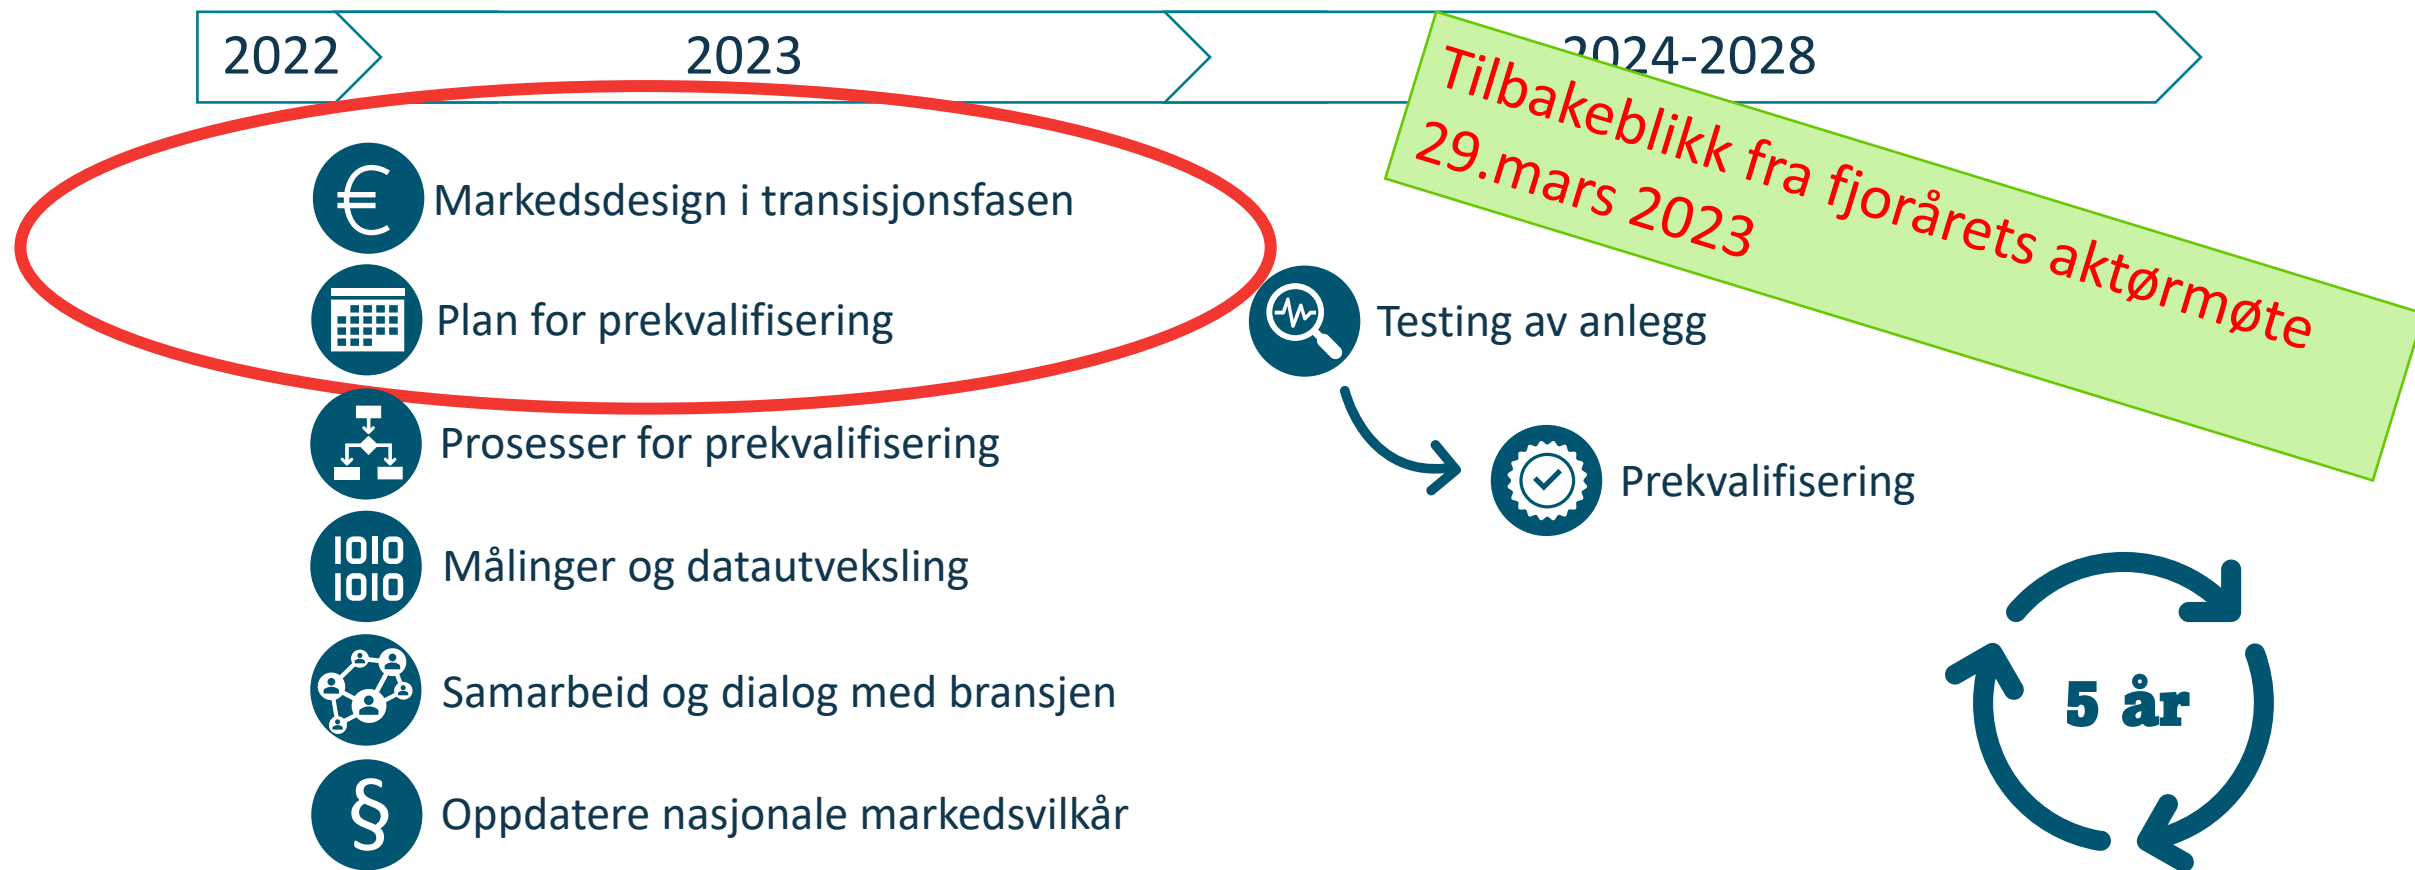 2022
2023
2024-2028
Tilbakeblikk fra fjorårets aktørmøte
29.mars 2023
€ Markedsdesign i transisjonsfasen
Plan for prekvalifisering
Testing av anlegg
Prosesser for prekvalifisering
Prekvalifisering
1010
1010
Målinger og datautveksling
Samarbeid og dialog med bransjen
5 år
§ Oppdatere nasjonale markedsvilkår